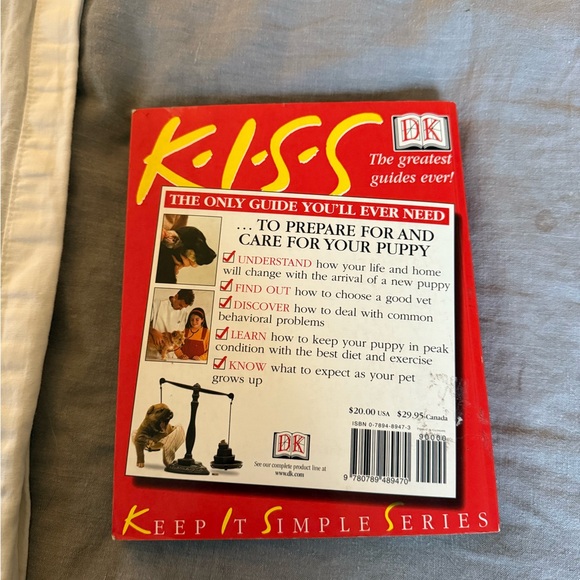 K·I·S·S
DK
The greatest
guides ever!
THE ONLY GUIDE YOU'LL EVER NEED
... TO PREPARE FOR AND
CARE FOR YOUR PUPPY
UNDERSTAND how your life and home
will change with the arrival of a new puppy
FIND OUT how to choose a good vet
DISCOVER how to deal with common
behavioral problems
LEARN how to keep your puppy in peak
condition with the best diet and exercise
KNOW what to expect as your pet
grows up
$20.00 USA $29.95 Canada
ISBN 0-7894-8947-3
90000
DK
See our complete product line at
www.dk.com
9 780789 489470
KEEP IT SIMPLE SERIES